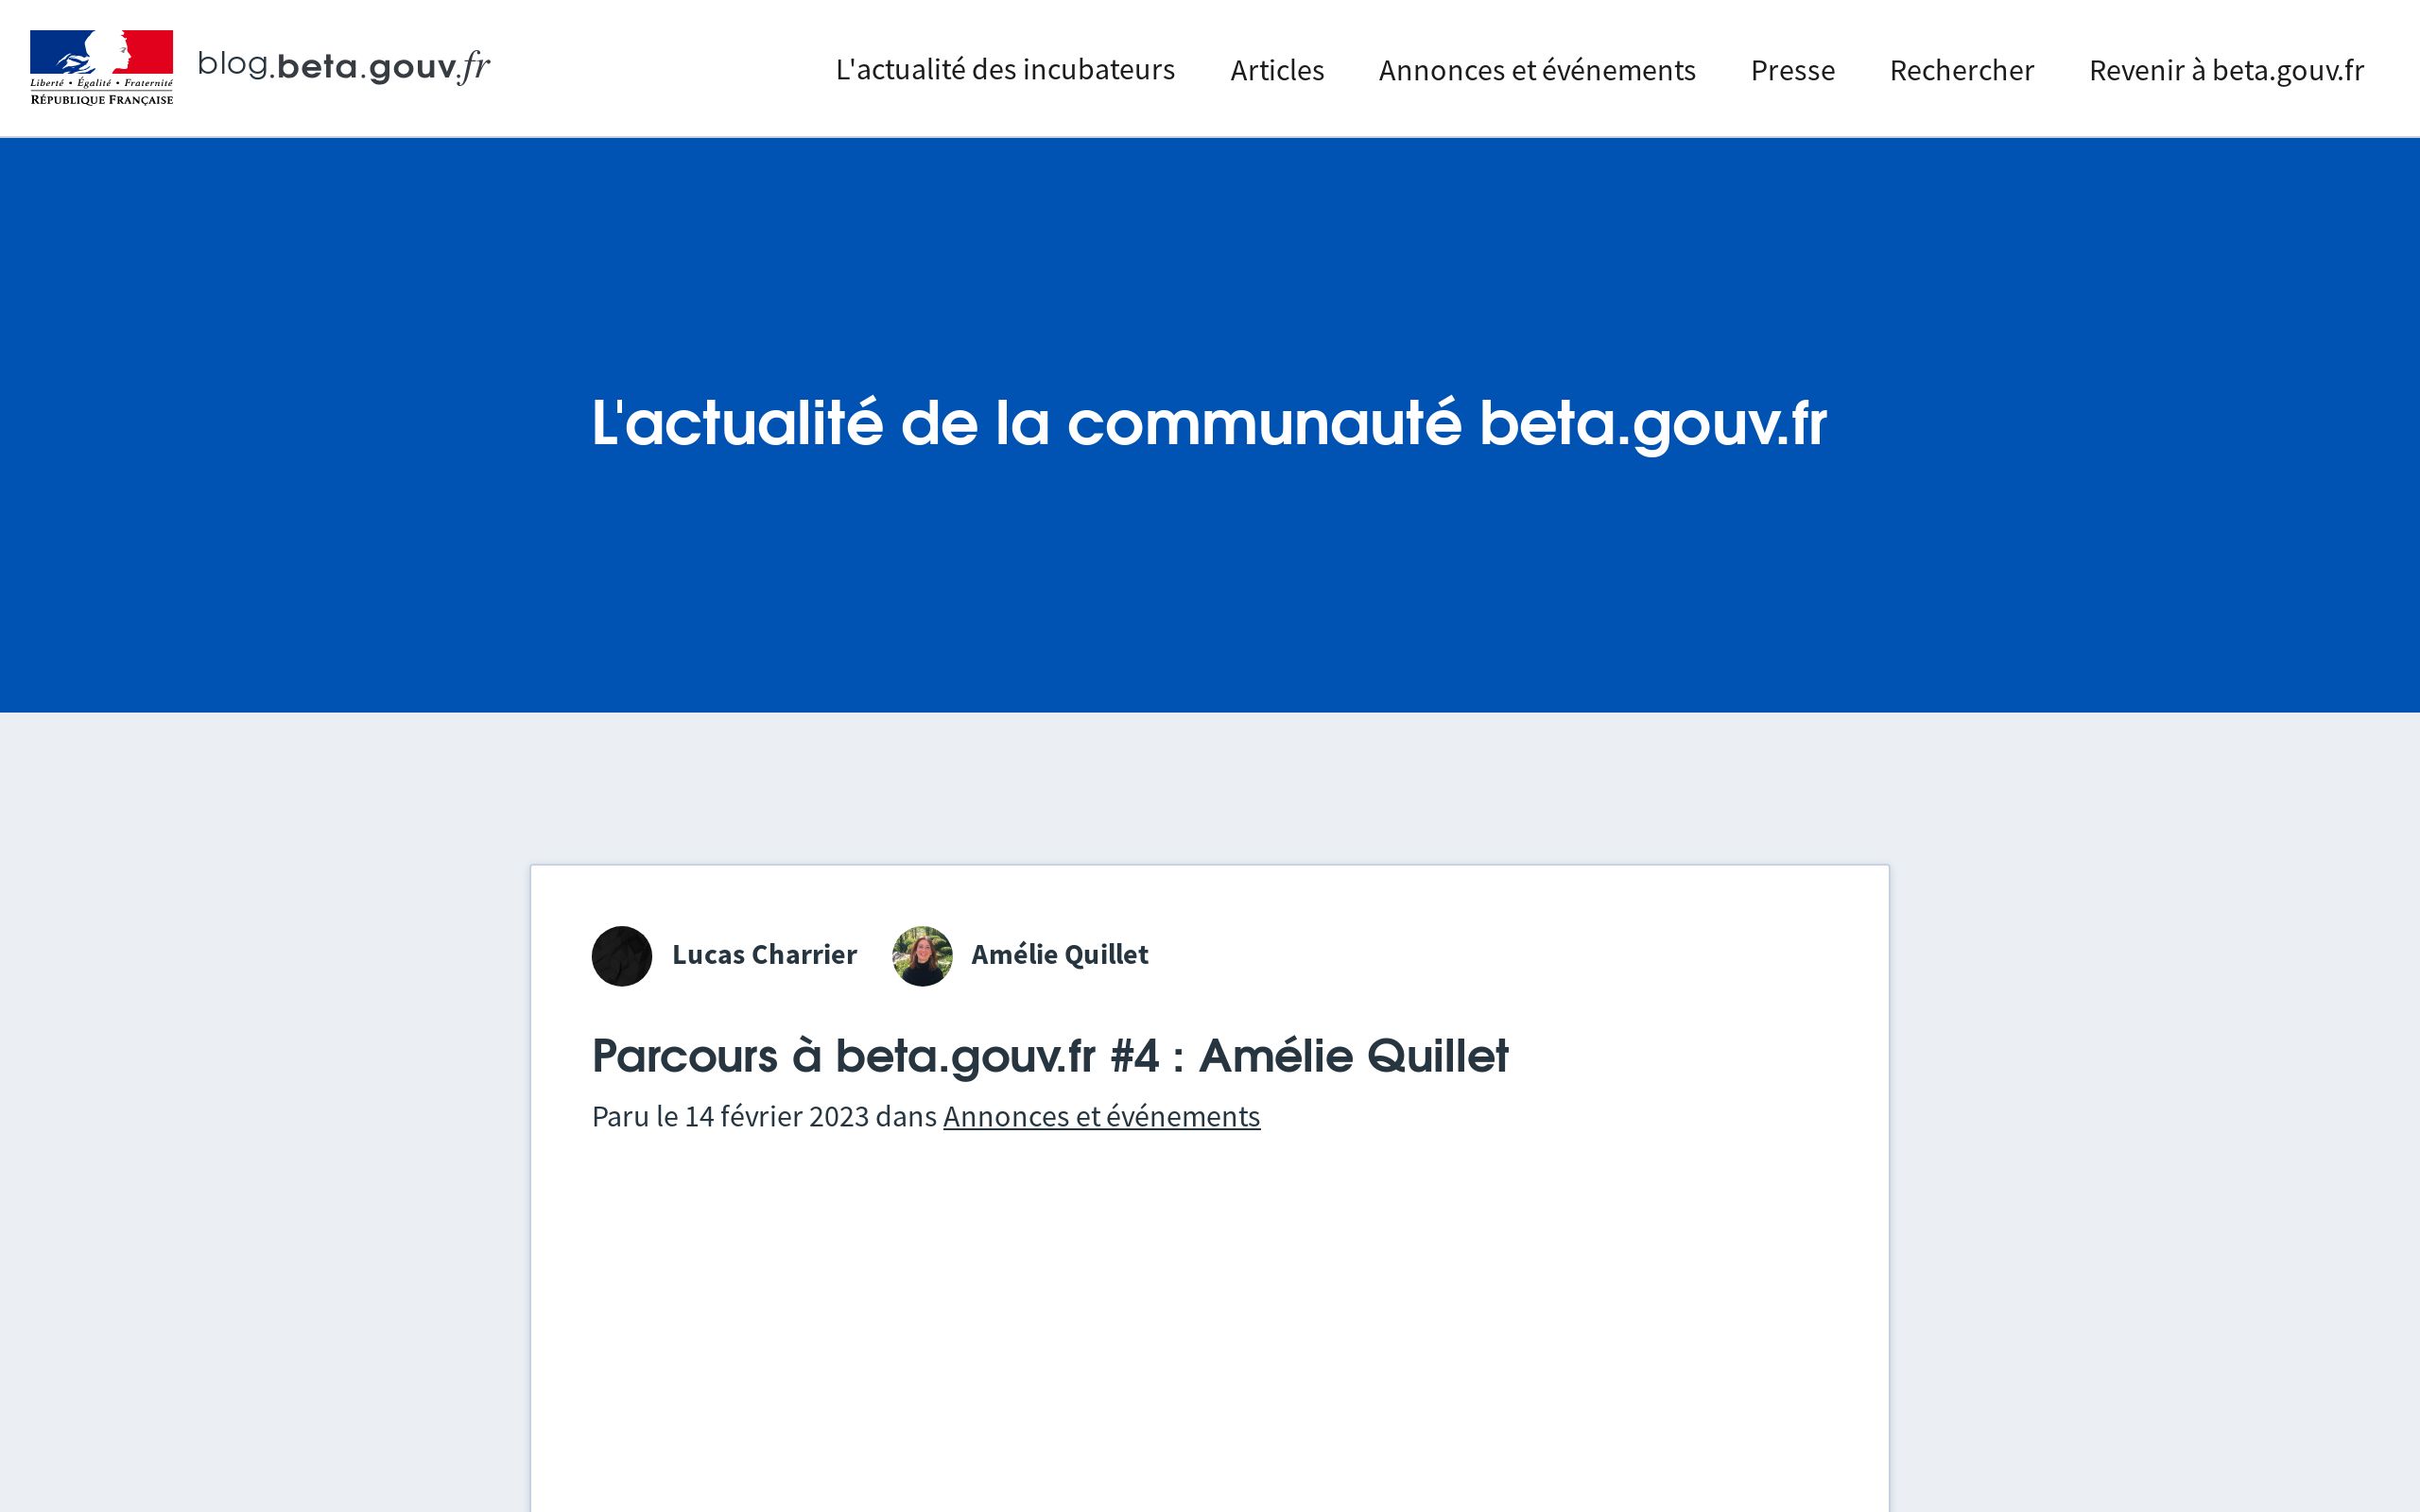 Liberté • Égalité • Fraternité
RÉPUBLIQUE FRANÇAISE
blog.beta.gouv.fr
L'actualité des incubateurs
Articles
Annonces et événements
Presse
Rechercher
Revenir à beta.gouv.fr
L'actualité de la communauté beta.gouv.fr
Lucas Charrier
Amélie Quillet
Parcours à beta.gouv.fr #4 : Amélie Quillet
Paru le 14 février 2023 dans Annonces et événements